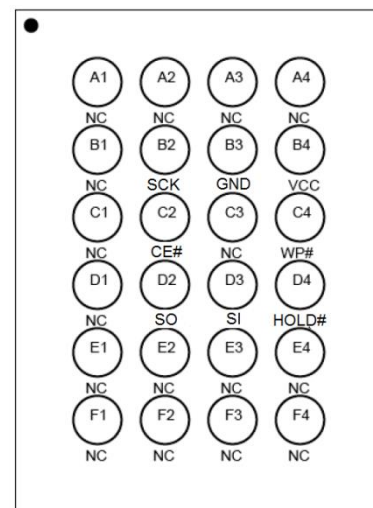 A1 A2 A3 A4
NC NC NC NC
B1 B2 B3 B4
NC SCK GND VCC
C1 C2 C3 C4
NC CE# NC WP#
D1 D2 D3 D4
NC SO SI HOLD#
E1 E2 E3 E4
NC NC NC NC
F1 F2 F3 F4
NC NC NC NC